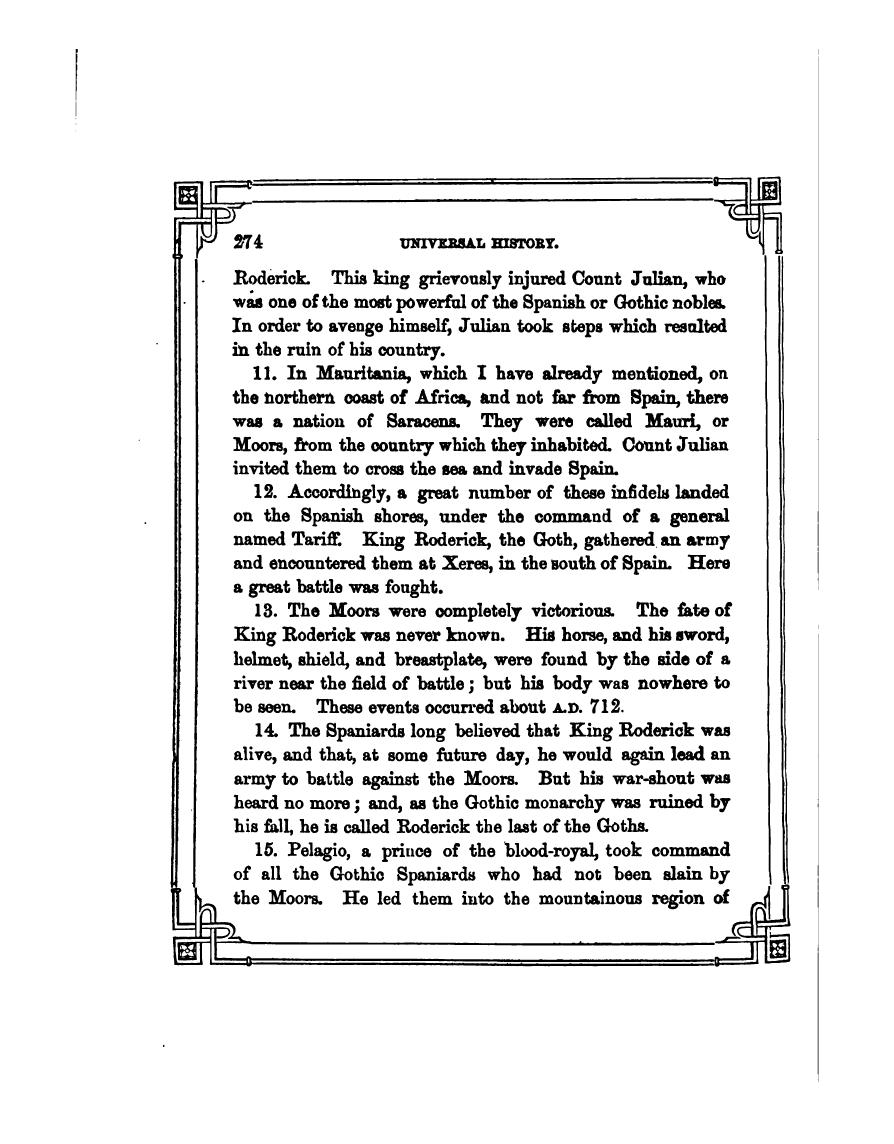 274 UNIVERSAL HISTORY.
Roderick. This king grievously injured Count Julian, who
was one of the most powerful of the Spanish or Gothic nobles.
In order to avenge himself, Julian took steps which resulted
in the ruin of his country.
11. In Mauritania, which I have already mentioned, on
the northern coast of Africa, and not far from Spain, there
was a nation of Saracens. They were called Mauri, or
Moors, from the country which they inhabited. Count Julian
invited them to cross the sea and invade Spain.
12. Accordingly, a great number of these infidels landed
on the Spanish shores, under the command of a general
named Tariff. King Roderick, the Goth, gathered an army
and encountered them at Xeres, in the south of Spain. Here
a great battle was fought.
13. The Moors were completely victorious. The fate of
King Roderick was never known. His horse, and his sword,
helmet, shield, and breastplate, were found by the side of a
river near the field of battle; but his body was nowhere to
be seen. These events occurred about A.D. 712.
14. The Spaniards long believed that King Roderick was
alive, and that, at some future day, he would again lead an
army to battle against the Moors. But his war-shout was
heard no more; and, as the Gothic monarchy was ruined by
his fall, he is called Roderick the last of the Goths.
15. Pelagio, a prince of the blood-royal, took command
of all the Gothic Spaniards who had not been slain by
the Moors. He led them into the mountainous region of